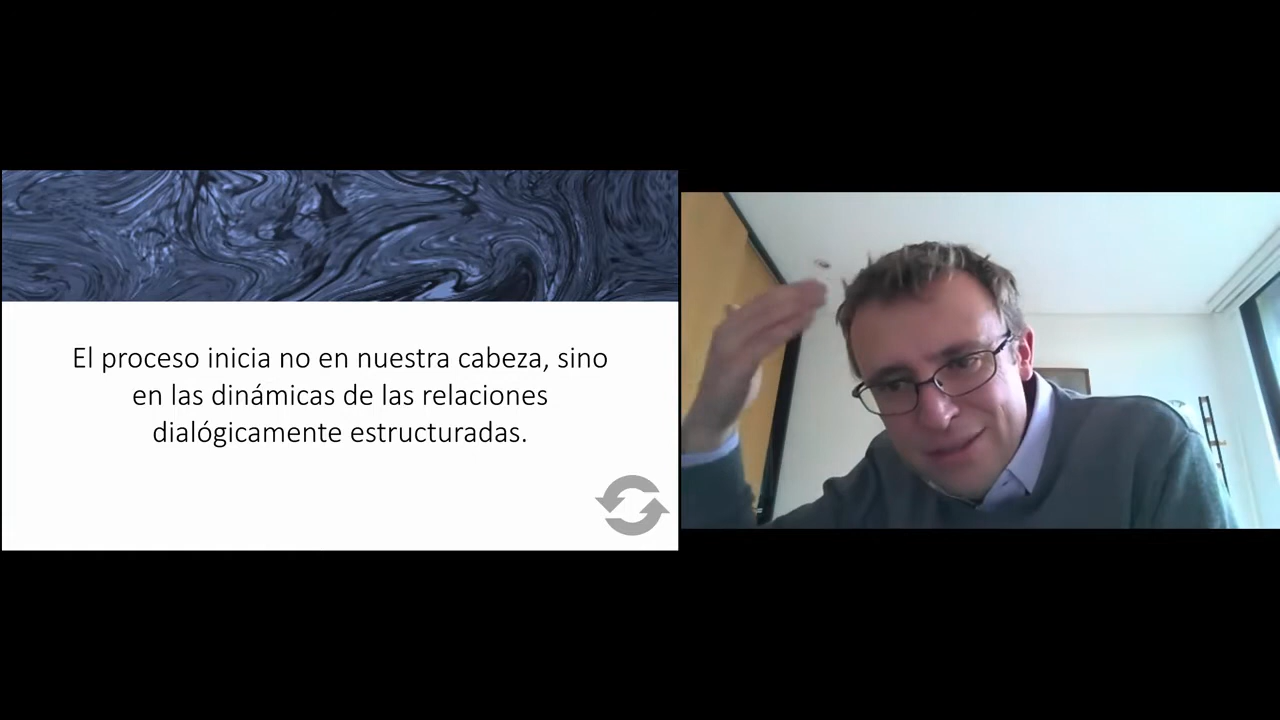 El proceso inicia no en nuestra cabeza, sino
en las dinámicas de las relaciones
dialógicamente estructuradas.